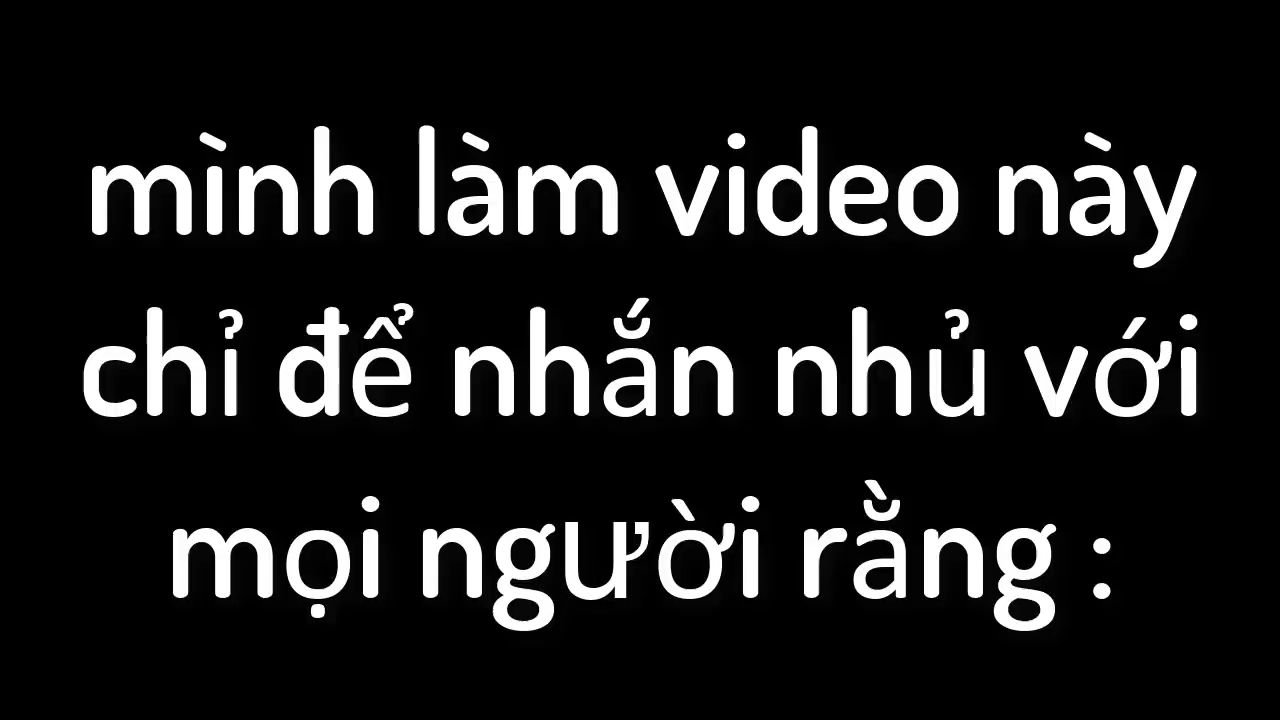 mình làm video này
chỉ để nhắn nhủ với
mọi người rằng :